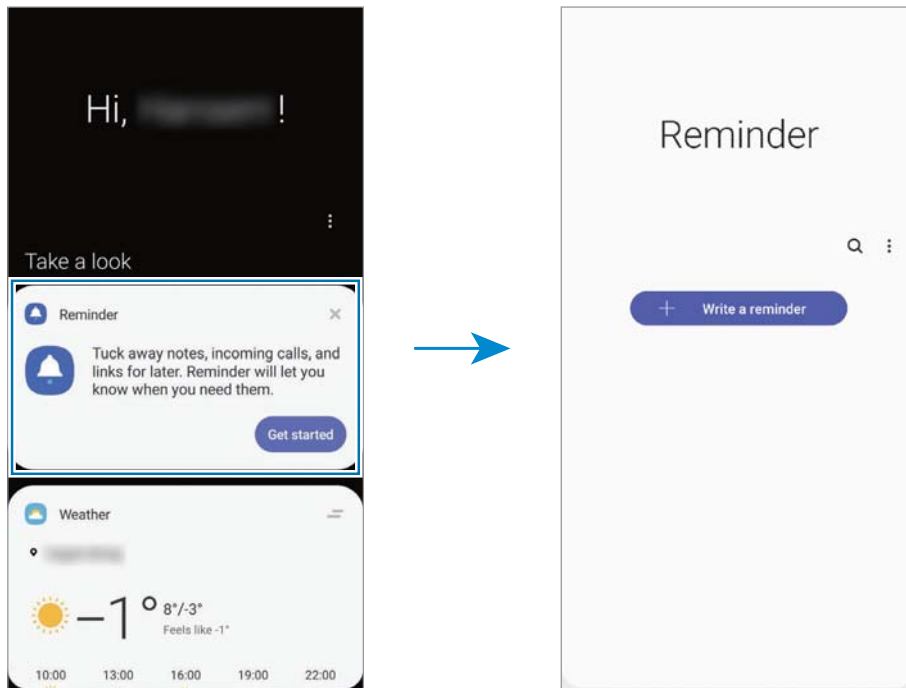 Hi, !
Take a look
Reminder
Tuck away notes, incoming calls, and
links for later. Reminder will let you
know when you need them.
Get started
Weather
−1° 8°/-3°
Feels like -1°
10:00 13:00 16:00 19:00 22:00
Reminder
Write a reminder